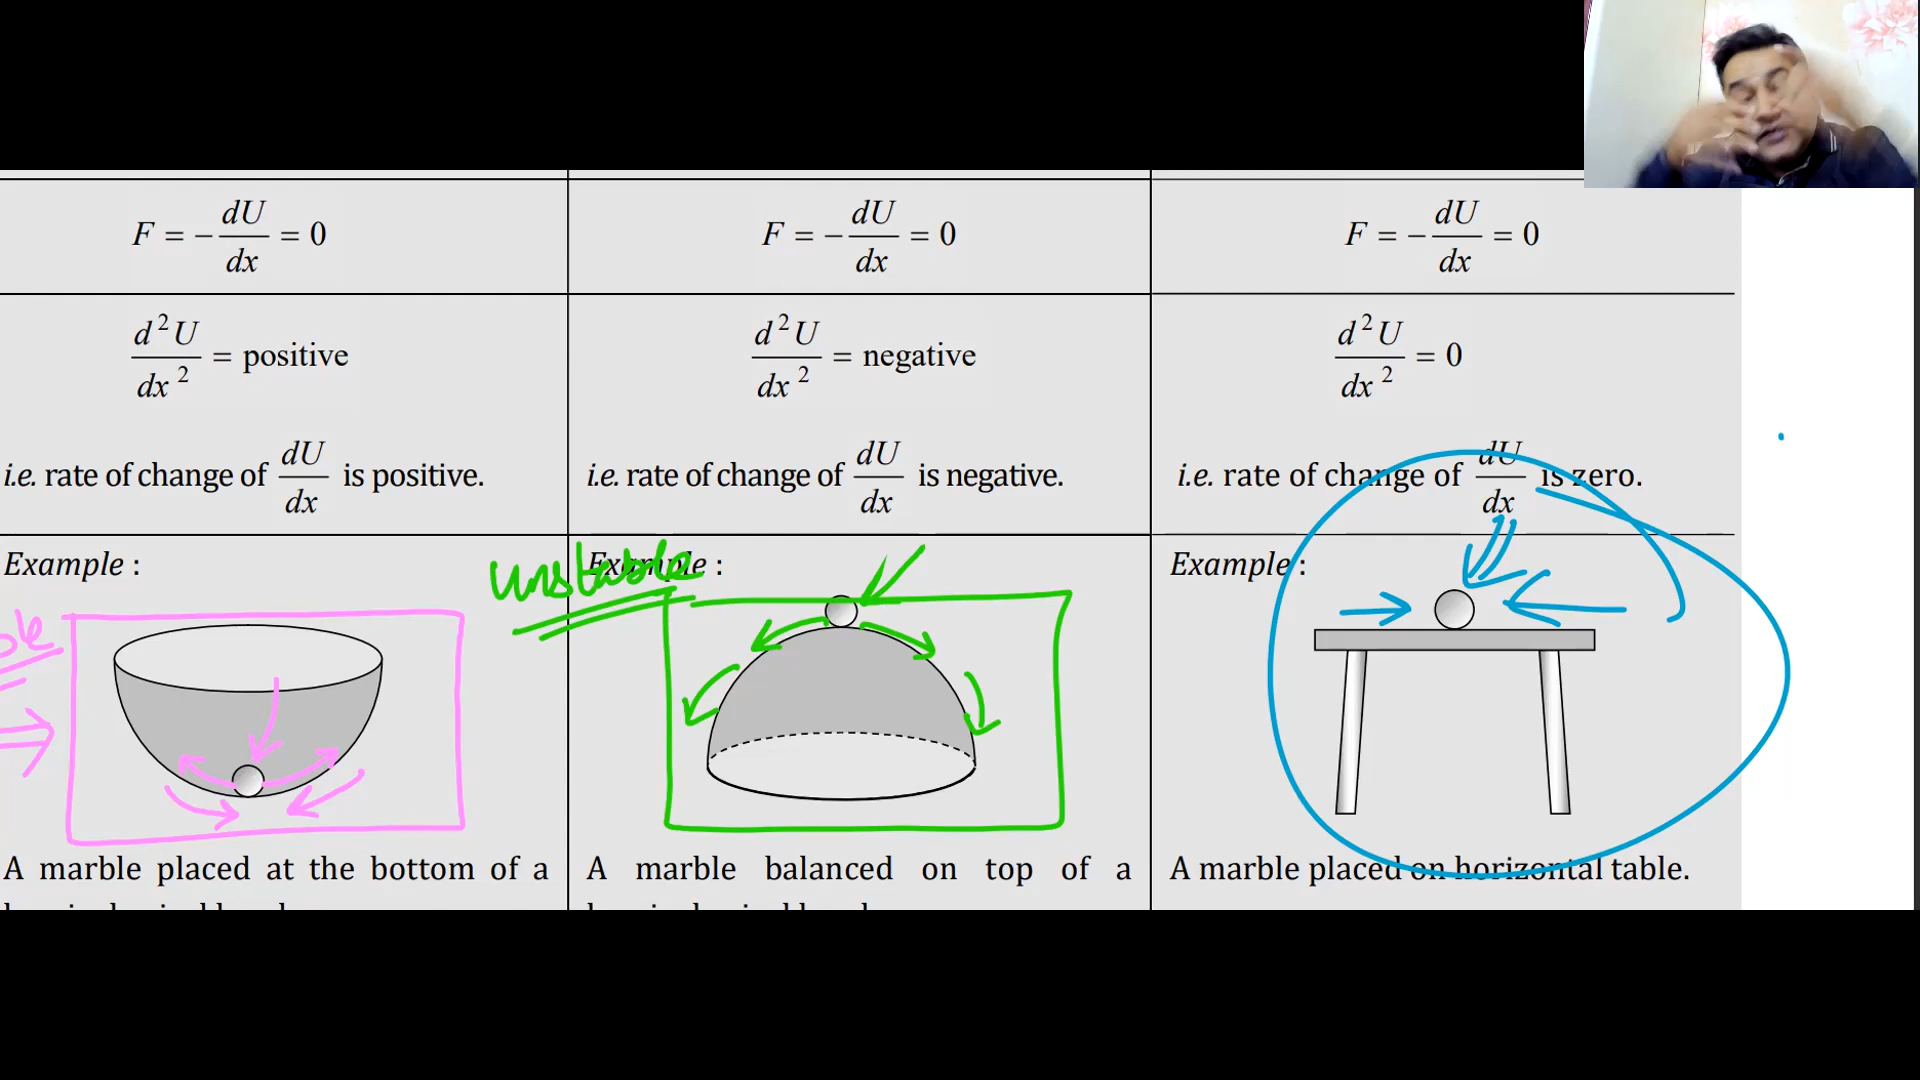 F = − dU/dx = 0
F = − dU/dx = 0
F = − dU/dx = 0
d²U/dx² = positive
d²U/dx² = negative
d²U/dx² = 0
i.e. rate of change of dU/dx is positive.
i.e. rate of change of dU/dx is negative.
i.e. rate of change of dU/dx is zero.
Example :
unstable
Example :
Example :
A marble placed at the bottom of a
A marble balanced on top of a
A marble placed on horizontal table.